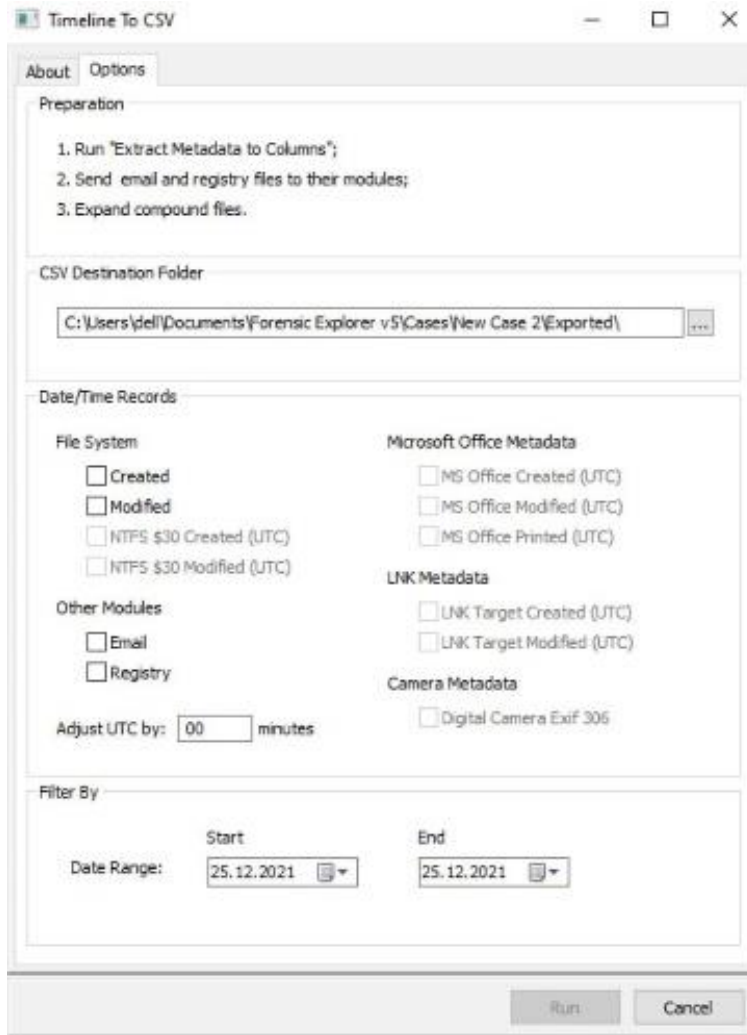 Timeline To CSV
About Options
Preparation
1. Run "Extract Metadata to Columns";
2. Send email and registry files to their modules;
3. Expand compound files.
CSV Destination Folder
C:\Users\dell\Documents\Forensic Explorer v5\Cases\New Case 2\Exported\ ...
Date/Time Records
File System
Created
Modified
NTFS $30 Created (UTC)
NTFS $30 Modified (UTC)
Other Modules
Email
Registry
Adjust UTC by: 00 minutes
Microsoft Office Metadata
MS Office Created (UTC)
MS Office Modified (UTC)
MS Office Printed (UTC)
LNK Metadata
LNK Target Created (UTC)
LNK Target Modified (UTC)
Camera Metadata
Digital Camera Exif 306
Filter By
Start End
Date Range: 25.12.2021 25.12.2021
Run Cancel